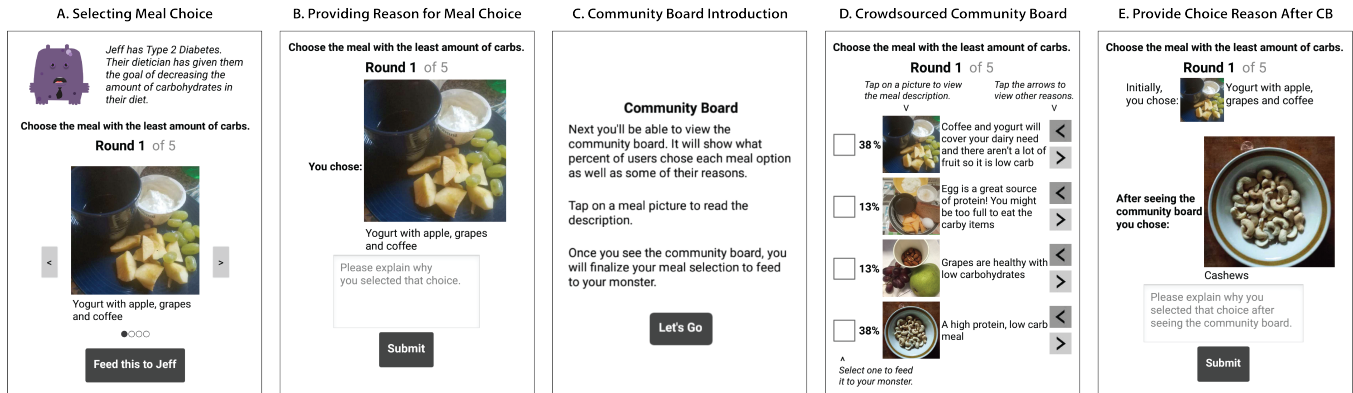 A. Selecting Meal Choice
Jeff has Type 2 Diabetes.
Their dietician has given them
the goal of decreasing the
amount of carbohydrates in
their diet.
Choose the meal with the least amount of carbs.
Round 1 of 5
<
>
Yogurt with apple, grapes
and coffee
Feed this to Jeff
B. Providing Reason for Meal Choice
Choose the meal with the least amount of carbs.
Round 1 of 5
You chose:
Yogurt with apple, grapes
and coffee
Please explain why
you selected that choice.
Submit
C. Community Board Introduction
Community Board
Next you'll be able to view the
community board. It will show what
percent of users chose each meal option
as well as some of their reasons.
Tap on a meal picture to read the
description.
Once you see the community board, you
will finalize your meal selection to feed
to your monster.
Let's Go
D. Crowdsourced Community Board
Choose the meal with the least amount of carbs.
Round 1 of 5
Tap on a picture to view
the meal description.
v
Tap the arrows to
view other reasons.
v
38%
Coffee and yogurt will
cover your dairy need
and there aren't a lot of
fruit so it is low carb
<
>
13%
Egg is a great source
of protein! You might
be too full to eat the
carby items
<
>
13%
Grapes are healthy with
low carbohydrates
<
>
38%
A high protein, low carb
meal
<
>
^
Select one to feed
it to your monster.
E. Provide Choice Reason After CB
Choose the meal with the least amount of carbs.
Round 1 of 5
Initially,
you chose:
Yogurt with apple,
grapes and coffee
After seeing the
community board
you chose:
Cashews
Please explain why you
selected that choice after
seeing the community board.
Submit